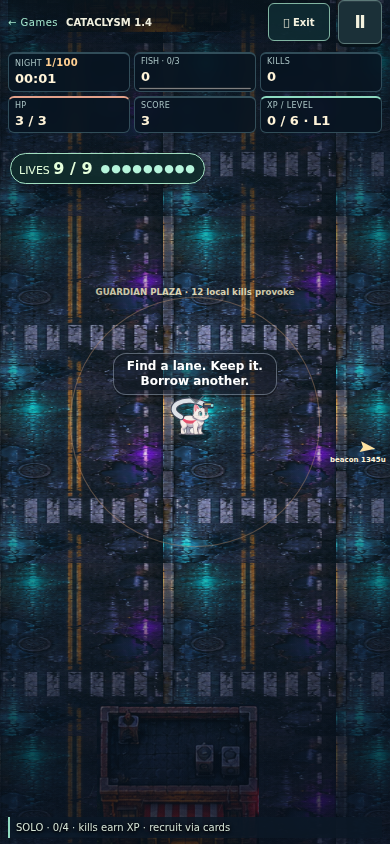 ← Games CATACLYSM 1.4
Exit
NIGHT 1/100
00:01
FISH · 0/3
0
KILLS
0
HP
3 / 3
SCORE
3
XP / LEVEL
0 / 6 · L1
LIVES 9 / 9
GUARDIAN PLAZA · 12 local kills provoke
Find a lane. Keep it.
Borrow another.
beacon 1345u
SOLO · 0/4 · kills earn XP · recruit via cards